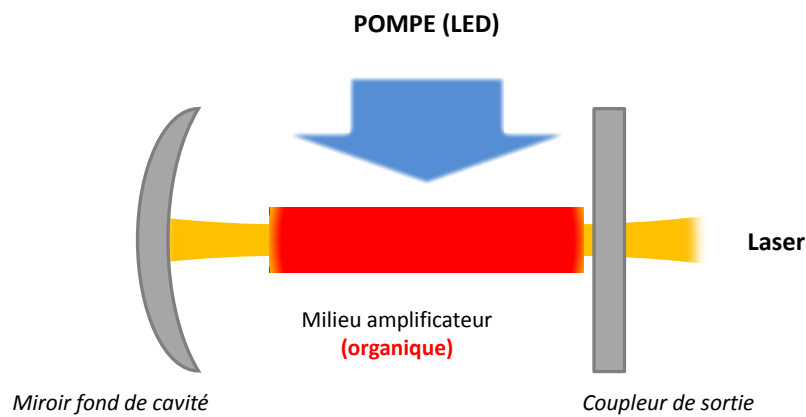 POMPE (LED)
Laser
Milieu amplificateur
(organique)
Miroir fond de cavité
Coupleur de sortie